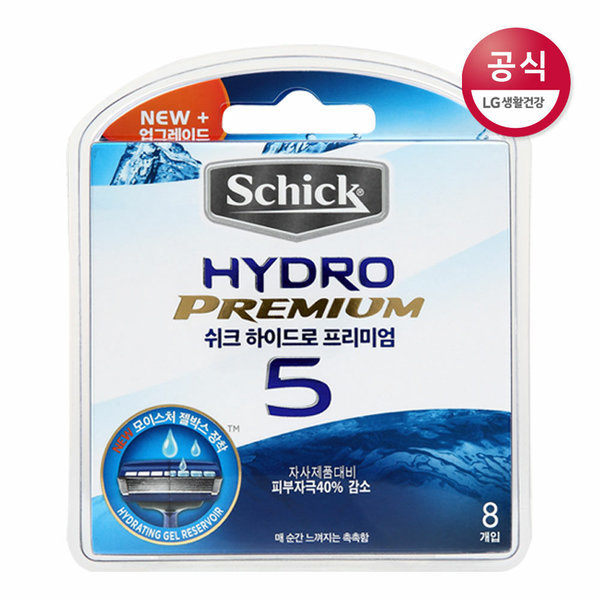 공식
LG생활건강
NEW +
업그레이드
Schick®
HYDRO
PREMIUM
쉬크 하이드로 프리미엄
5
NEW 모이스처 젤박스 장착
TM
HYDRATING GEL RESERVOIR
자사제품대비
피부자극40% 감소
매 순간 느껴지는 촉촉함
8
개입